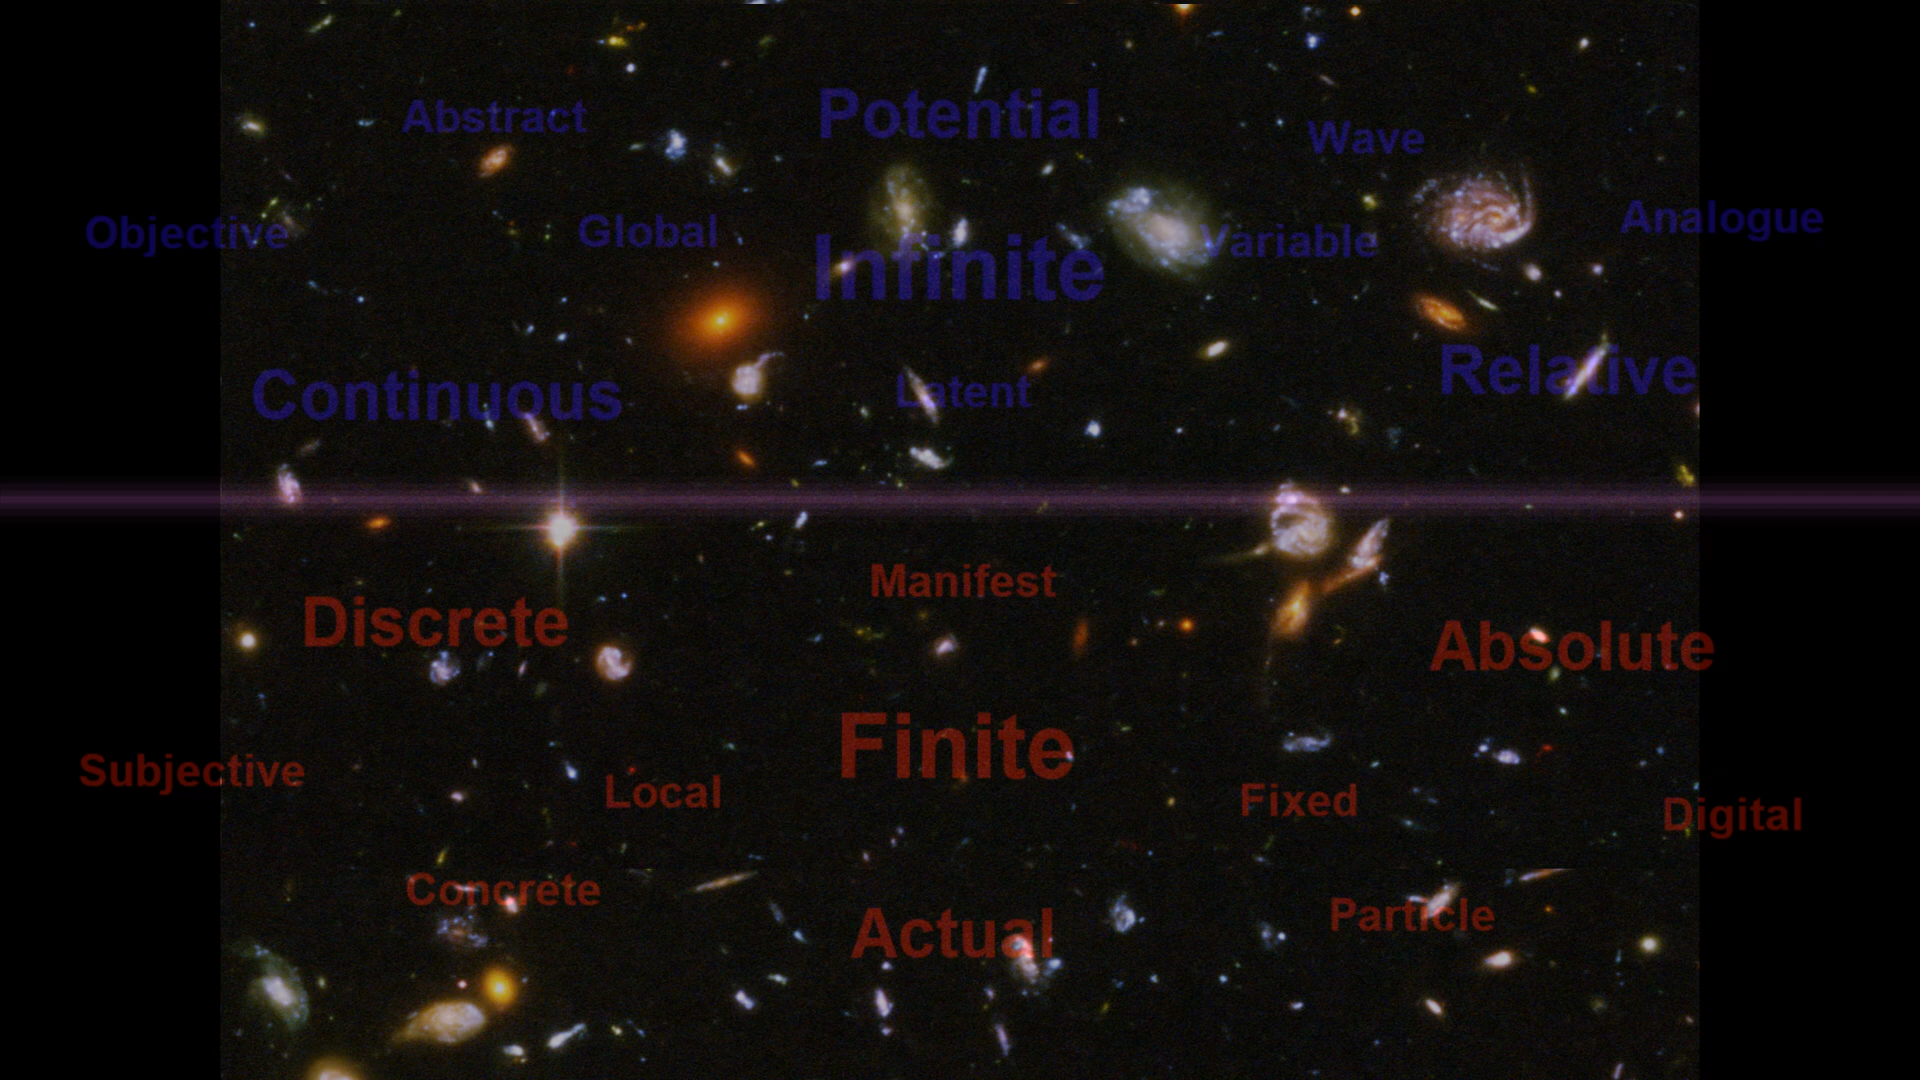 Potential
Abstract
Wave
Analogue
Objective
Global
Variable
Infinite
Relative
Latent
Continuous
Manifest
Discrete
Absolute
Finite
Subjective
Local
Fixed
Digital
Concrete
Particle
Actual